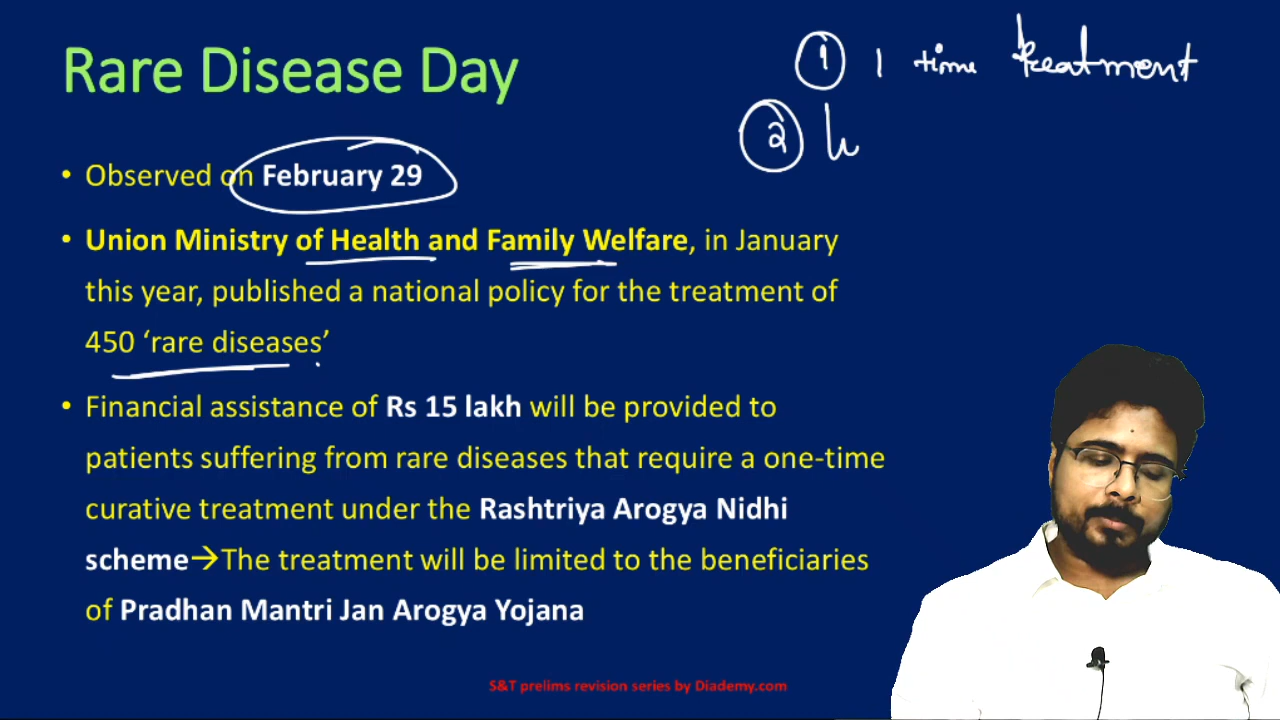 Rare Disease Day
① 1 time treatment
②
• Observed on February 29
• Union Ministry of Health and Family Welfare, in January
this year, published a national policy for the treatment of
450 ‘rare diseases’
• Financial assistance of Rs 15 lakh will be provided to
patients suffering from rare diseases that require a one-time
curative treatment under the Rashtriya Arogya Nidhi
scheme→The treatment will be limited to the beneficiaries
of Pradhan Mantri Jan Arogya Yojana
S&T prelims revision series by Diademy.com